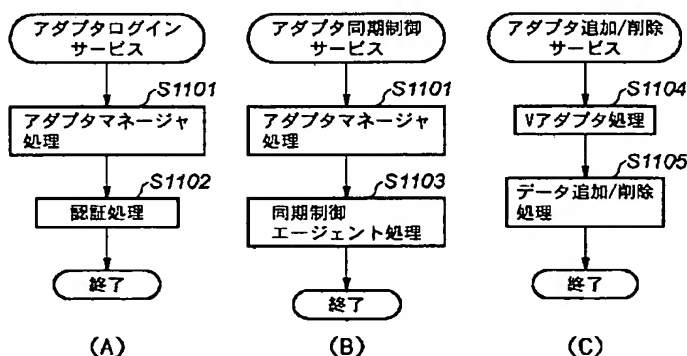 アダプタログイン
サービス
S1101
アダプタマネージャ
処理
S1102
認証処理
終了
(A)
アダプタ同期制御
サービス
S1101
アダプタマネージャ
処理
S1103
同期制御
エージェント処理
終了
(B)
アダプタ追加/削除
サービス
S1104
Vアダプタ処理
S1105
データ追加/削除
処理
終了
(C)